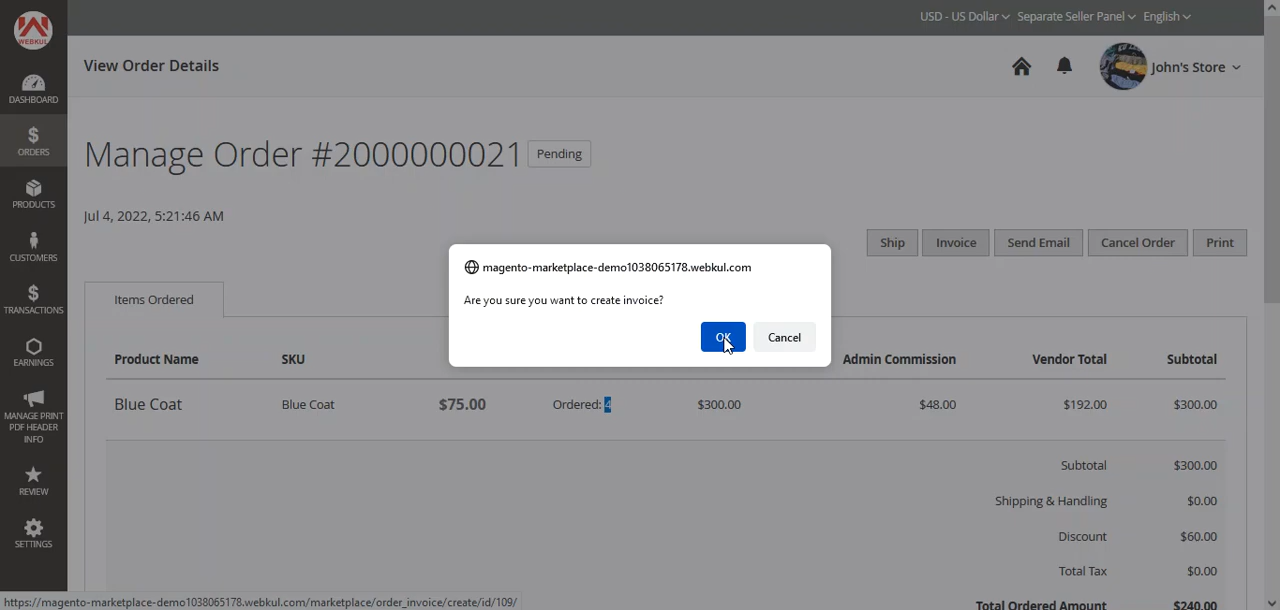 USD - US Dollar Separate Seller Panel English
WEBKUL
View Order Details
John's Store
DASHBOARD
Manage Order #2000000021 Pending
ORDERS
PRODUCTS
Jul 4, 2022, 5:21:46 AM
CUSTOMERS
Ship Invoice Send Email Cancel Order Print
magento-marketplace-demo1038065178.webkul.com
Are you sure you want to create invoice?
OK Cancel
Items Ordered
TRANSACTIONS
Product Name SKU Admin Commission Vendor Total Subtotal
EARNINGS
Blue Coat Blue Coat $75.00 Ordered: 4 $300.00 $48.00 $192.00 $300.00
MANAGE PRINT
PDF HEADER
INFO
Subtotal $300.00
REVIEW
Shipping & Handling $0.00
Discount $60.00
SETTINGS
Total Tax $0.00
Total Ordered Amount $240.00
https://magento-marketplace-demo1038065178.webkul.com/marketplace/order_invoice/create/id/109/